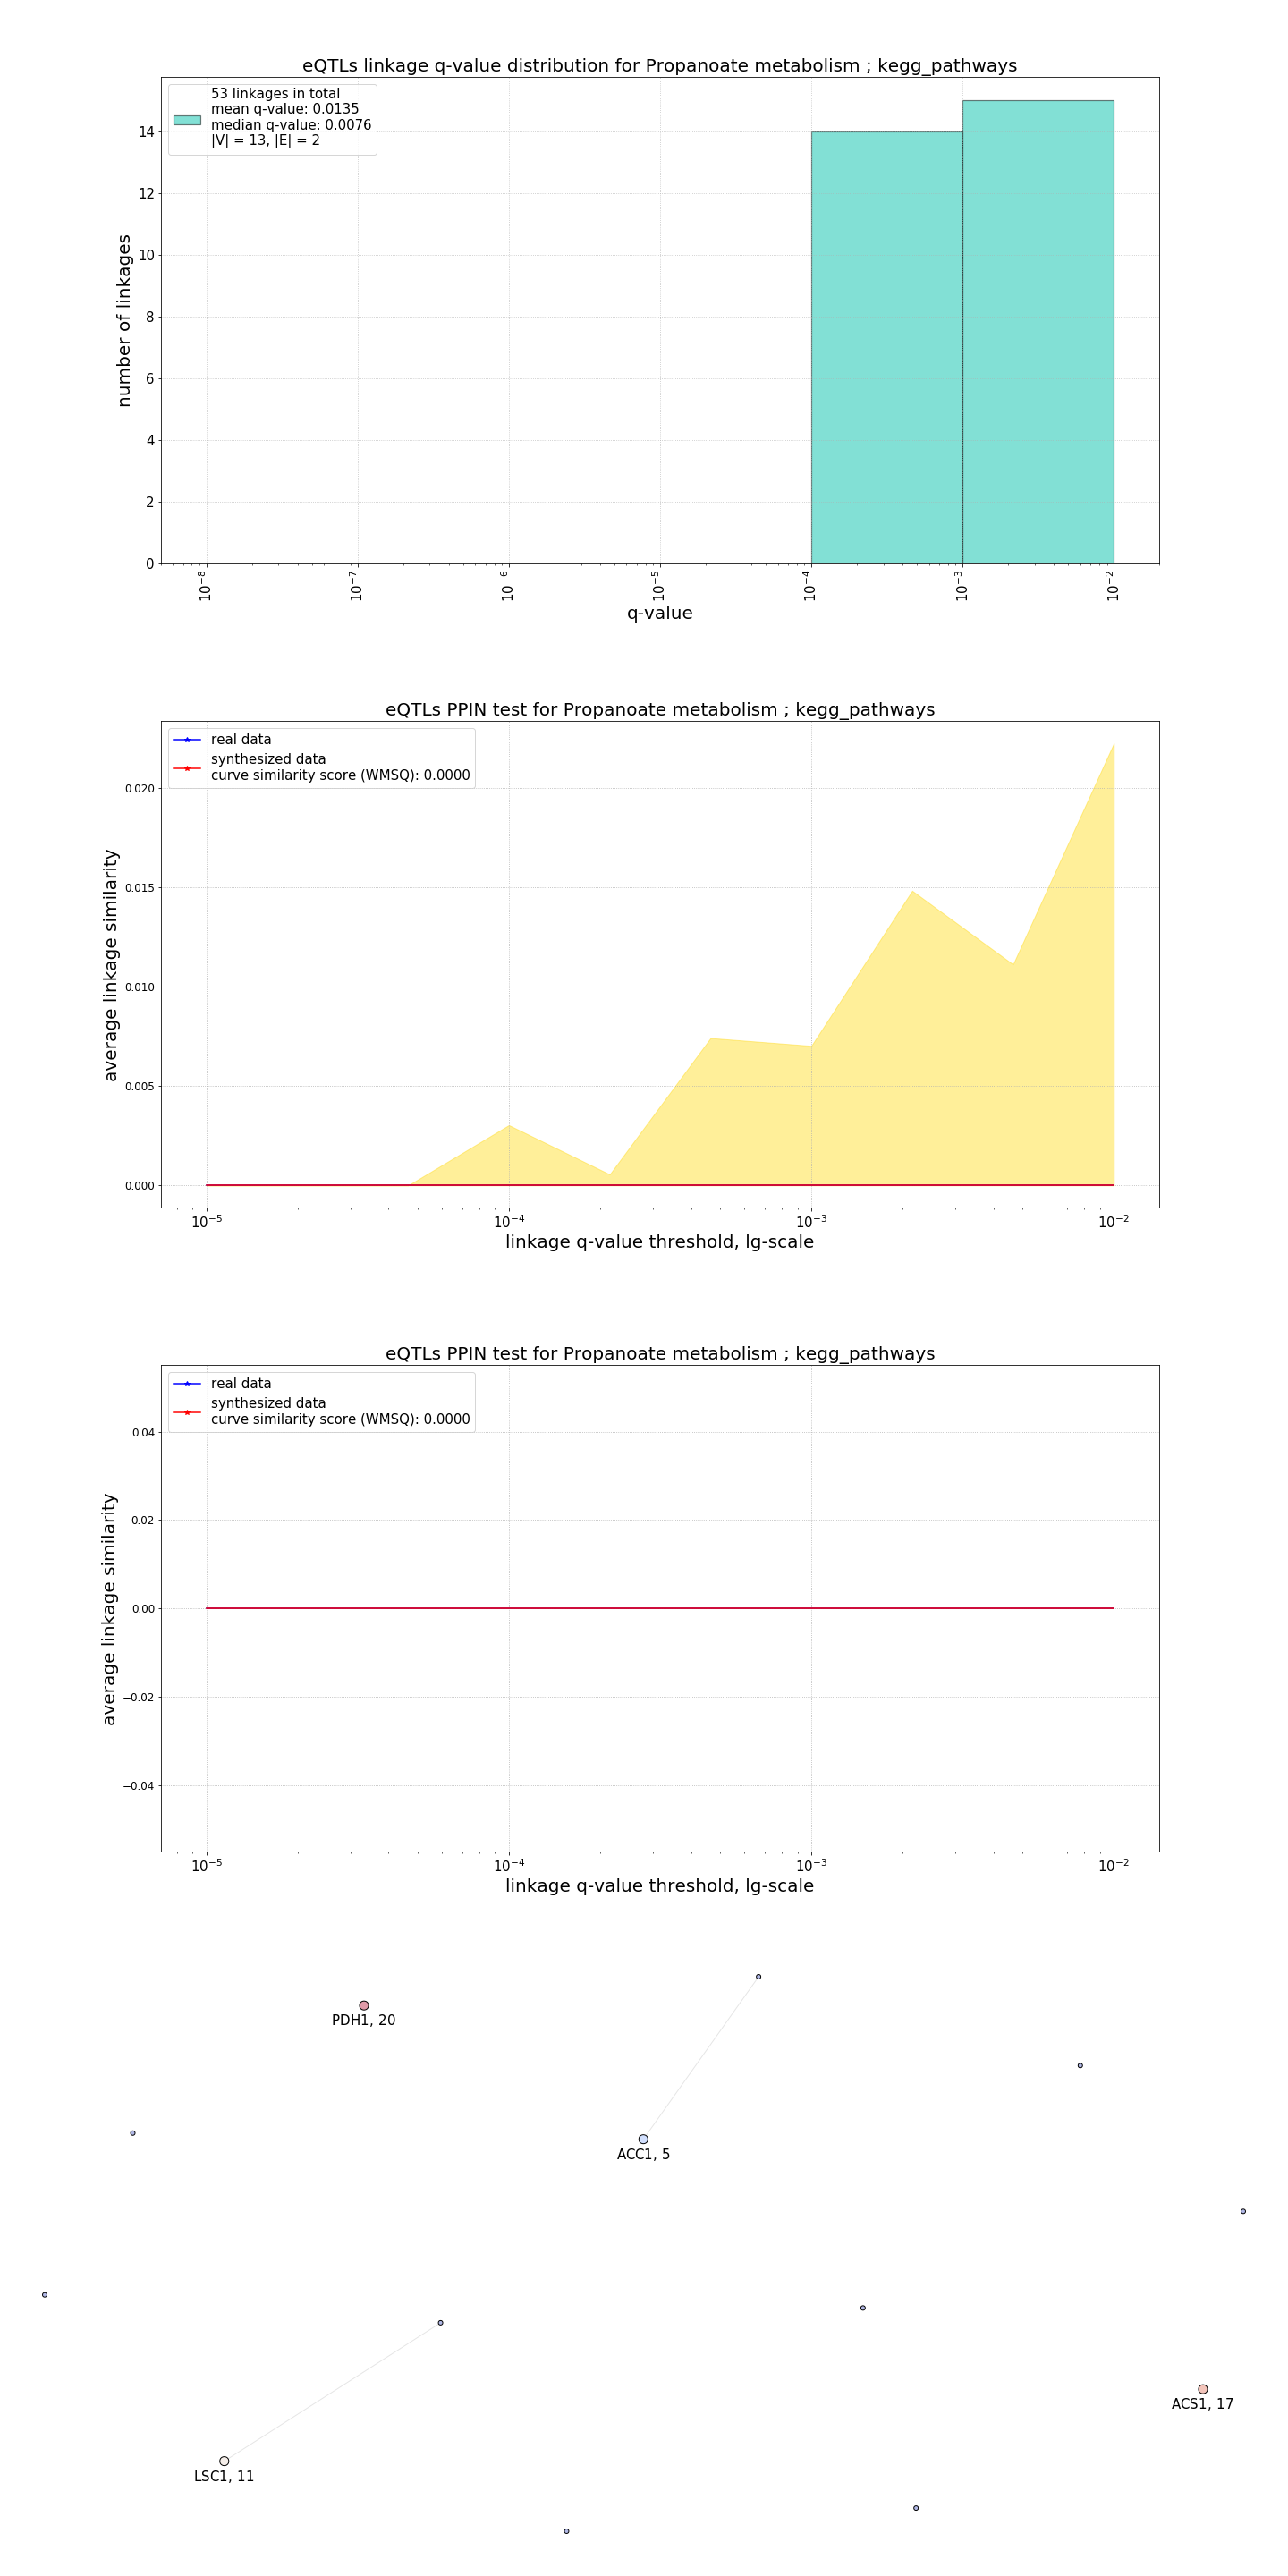 eQTLs linkage q-value distribution for Propanoate metabolism ; kegg_pathways
53 linkages in total
mean q-value: 0.0135
median q-value: 0.0076
|V| = 13, |E| = 2
number of linkages
14
12
10
8
6
4
2
0
10⁻⁸ 10⁻⁷ 10⁻⁶ 10⁻⁵ 10⁻⁴ 10⁻³ 10⁻²
q-value
eQTLs PPIN test for Propanoate metabolism ; kegg_pathways
real data
synthesized data
curve similarity score (WMSQ): 0.0000
average linkage similarity
0.020
0.015
0.010
0.005
0.000
10⁻⁵ 10⁻⁴ 10⁻³ 10⁻²
linkage q-value threshold, lg-scale
eQTLs PPIN test for Propanoate metabolism ; kegg_pathways
real data
synthesized data
curve similarity score (WMSQ): 0.0000
average linkage similarity
0.04
0.02
0.00
−0.02
−0.04
10⁻⁵ 10⁻⁴ 10⁻³ 10⁻²
linkage q-value threshold, lg-scale
PDH1, 20
ACC1, 5
ACS1, 17
LSC1, 11